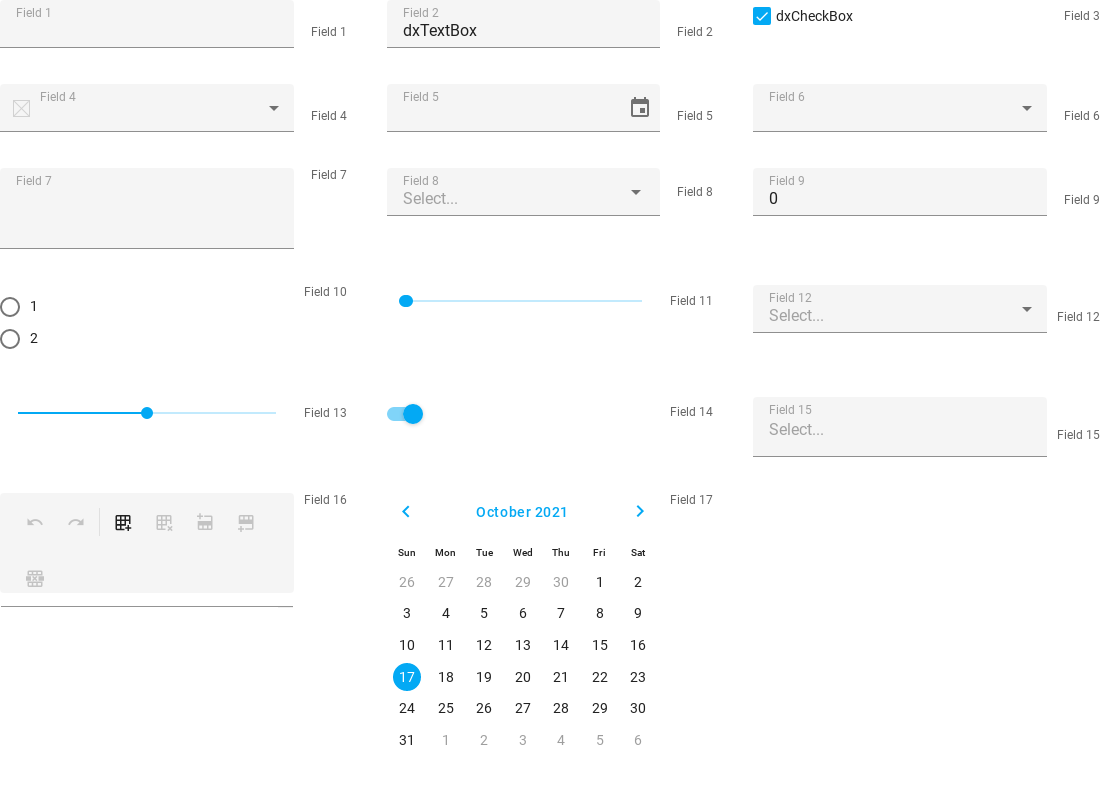 Field 1
Field 1
Field 2
dxTextBox
Field 2
dxCheckBox
Field 3
Field 4
Field 4
Field 5
Field 5
Field 6
Field 6
Field 7
Field 7
Field 8
Select...
Field 8
Field 9
0
Field 9
1
2
Field 10
Field 11
Field 12
Select...
Field 12
Field 13
Field 14
Field 15
Select...
Field 15
Field 16
October 2021
Field 17
Sun Mon Tue Wed Thu Fri Sat
26 27 28 29 30 1 2
3 4 5 6 7 8 9
10 11 12 13 14 15 16
17 18 19 20 21 22 23
24 25 26 27 28 29 30
31 1 2 3 4 5 6